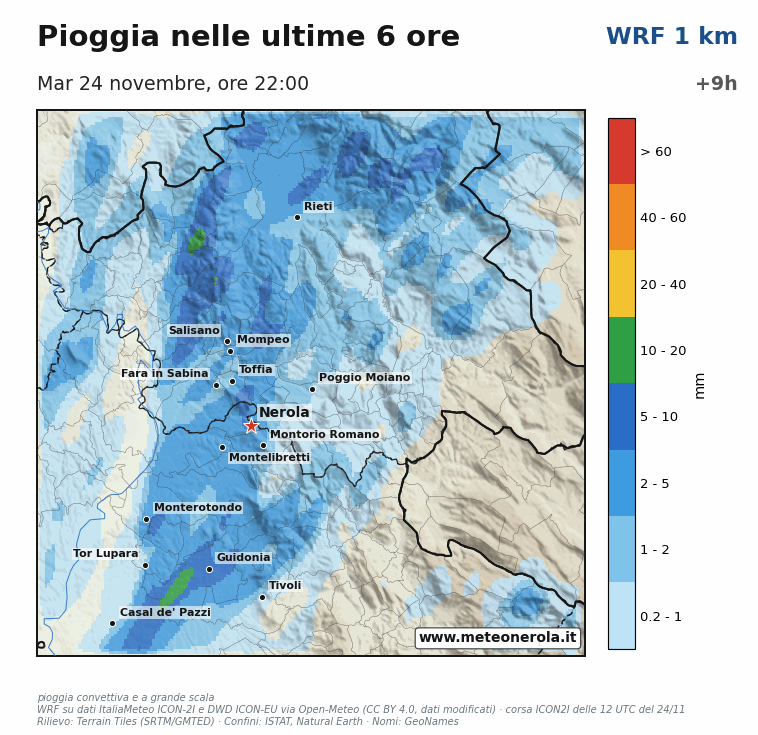 Pioggia nelle ultime 6 ore
WRF 1 km
Mar 24 novembre, ore 22:00
+9h
Rieti
Salisano
Mompeo
Toffia
Fara in Sabina
Poggio Moiano
Nerola
Montorio Romano
Montelibretti
Monterotondo
Tor Lupara
Guidonia
Tivoli
Casal de' Pazzi
www.meteonerola.it
> 60
40 - 60
20 - 40
10 - 20
5 - 10
2 - 5
1 - 2
0.2 - 1
mm
pioggia convettiva e a grande scala
WRF su dati ItaliaMeteo ICON-2I e DWD ICON-EU via Open-Meteo (CC BY 4.0, dati modificati) · corsa ICON2I delle 12 UTC del 24/11
Rilievo: Terrain Tiles (SRTM/GMTED) · Confini: ISTAT, Natural Earth · Nomi: GeoNames